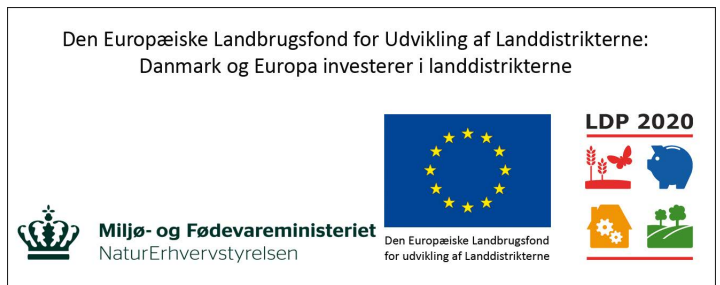 Den Europæiske Landbrugsfond for Udvikling af Landdistrikterne:
Danmark og Europa investerer i landdistrikterne
LDP 2020
Miljø- og Fødevareministeriet
NaturErhvervstyrelsen
Den Europæiske Landbrugsfond
for udvikling af Landdistrikterne